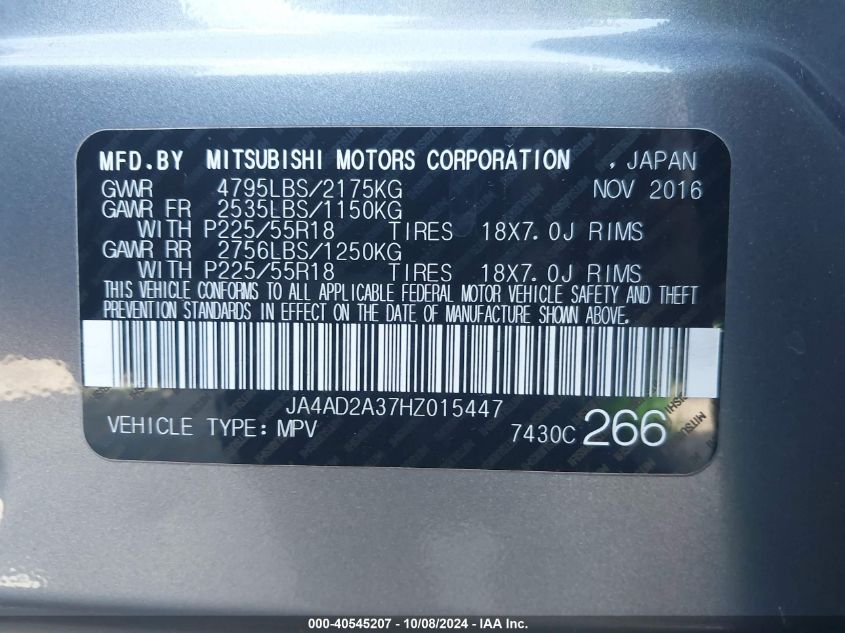 MFD.BY MITSUBISHI MOTORS CORPORATION , JAPAN
GVWR 4795LBS/2175KG NOV 2016
GAWR FR 2535LBS/1150KG
WITH P225/55R18 TIRES 18X7.0J RIMS
GAWR RR 2756LBS/1250KG
WITH P225/55R18 TIRES 18X7.0J RIMS
THIS VEHICLE CONFORMS TO ALL APPLICABLE FEDERAL MOTOR VEHICLE SAFETY AND THEFT
PREVENTION STANDARDS IN EFFECT ON THE DATE OF MANUFACTURE SHOWN ABOVE.
JA4AD2A37HZ015447
VEHICLE TYPE: MPV 7430C 266
000-40545207 - 10/08/2024 - IAA Inc.